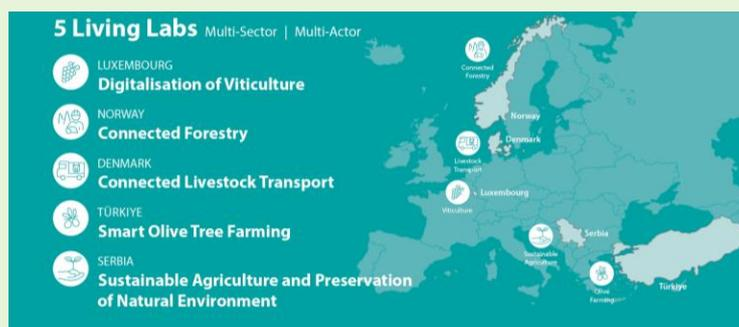 5 Living Labs Multi-Sector | Multi-Actor
LUXEMBOURG
Digitalisation of Viticulture
NORWAY
Connected Forestry
DENMARK
Connected Livestock Transport
TÜRKIYE
Smart Olive Tree Farming
SERBIA
Sustainable Agriculture and Preservation
of Natural Environment
Connected
Forestry
Norway
Denmark
Livestock
Transport
Luxembourg
Viticulture
Serbia
Sustainable
Agriculture
Olive
Farming
Türkiye